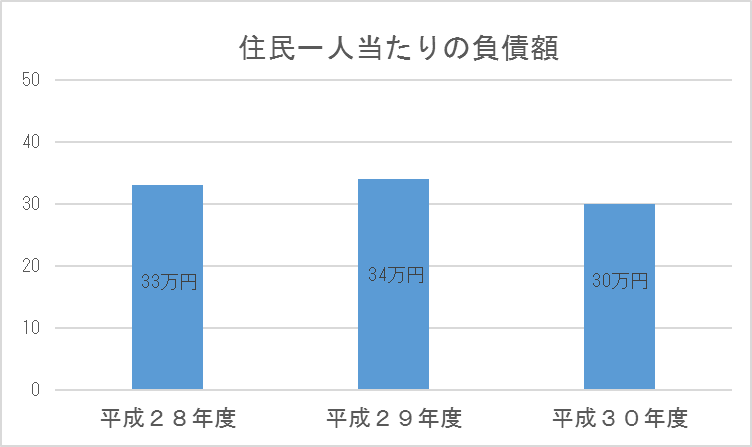 住民一人当たりの負債額
50
40
30
20
10
0
33万円
34万円
30万円
平成２８年度
平成２９年度
平成３０年度